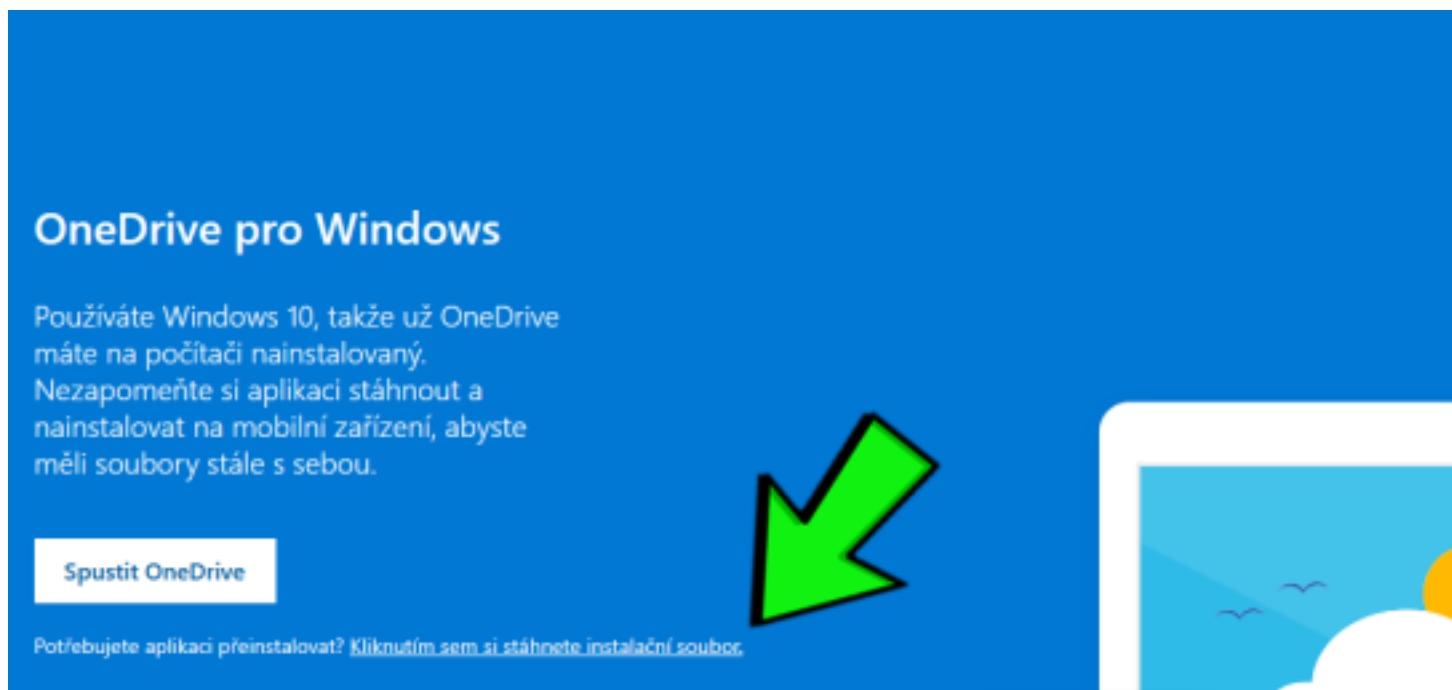 OneDrive pro Windows
Používáte Windows 10, takže už OneDrive
máte na počítači nainstalovaný.
Nezapomeňte si aplikaci stáhnout a
nainstalovat na mobilní zařízení, abyste
měli soubory stále s sebou.
Spustit OneDrive
Potřebujete aplikaci přeinstalovat? Kliknutím sem si stáhnete instalační soubor.